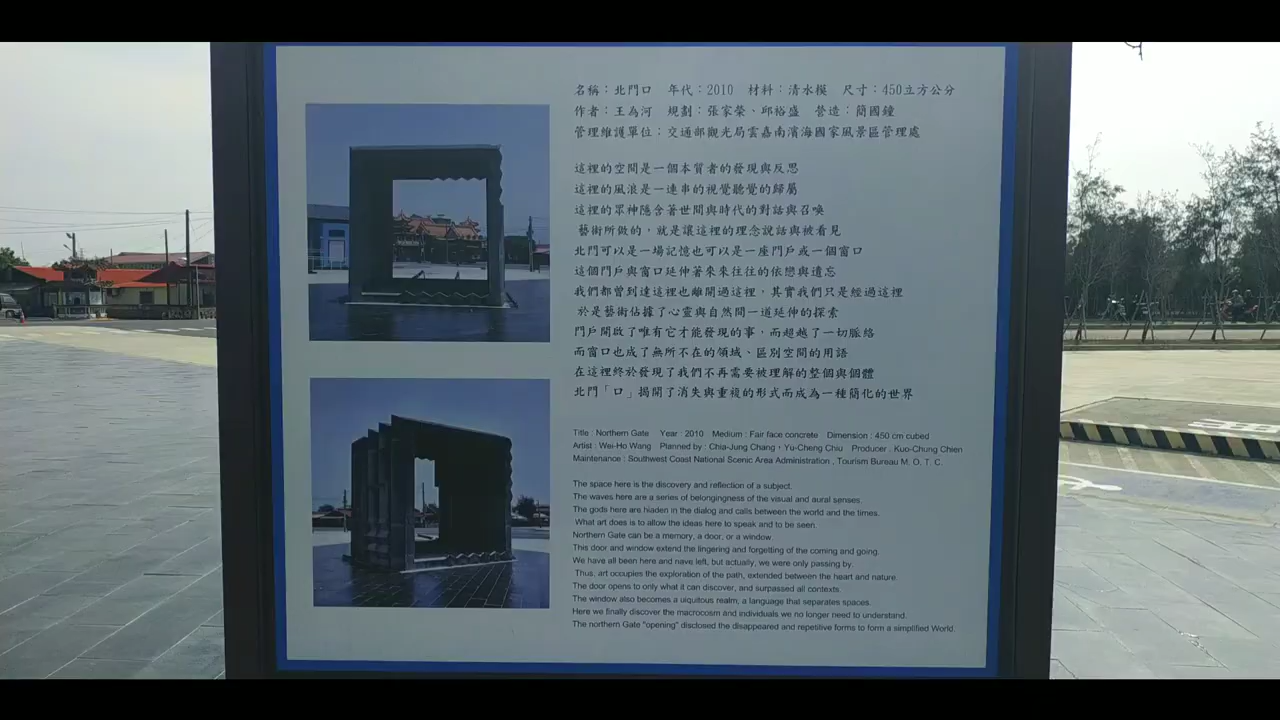 名稱：北門口　年代：2010　材料：清水模　尺寸：450立方公分
作者：王為河　規劃：張家榮、邱裕盛　營造：簡國鐘
管理維護單位：交通部觀光局雲嘉南濱海國家風景區管理處
這裡的空間是一個本質者的發現與反思
這裡的風浪是一連串的視覺聽覺的歸屬
這裡的眾神隱含著世間與時代的對話與召喚
藝術所做的，就是讓這裡的理念說話與被看見
北門可以是一場記憶也可以是一座門戶或一個窗口
這個門戶與窗口延伸著來來往往的依戀與遺忘
我們都曾到達這裡也離開過這裡，其實我們只是經過這裡
於是藝術佔據了心靈與自然間一道延伸的探索
門戶開啟了唯有它才能發現的事，而超越了一切脈絡
而窗口也成了無所不在的領域、區別空間的用語
在這裡終於發現了我們不再需要被理解的整個與個體
北門「口」揭開了消失與重複的形式而成為一種簡化的世界
Title : Northern Gate　Year : 2010　Medium : Fair face concrete　Dimension : 450 cm cubed
Artist : Wei-Ho Wang　Planned by : Chia-Jung Chang，Yu-Cheng Chiu　Producer : Kuo-Chung Chien
Maintenance : Southwest Coast National Scenic Area Administration , Tourism Bureau M. O. T. C.
The space here is the discovery and reflection of a subject.
The waves here are a series of belongingness of the visual and aural senses.
The gods here are hiaden in the dialog and calls between the world and the times.
What art does is to allow the ideas here to speak and to be seen.
Northern Gate can be a memory, a door, or a window.
This door and window extend the lingering and forgetting of the coming and going.
We have all been here and nave left, but actually, we were only passing by.
Thus, art occupies the exploration of the path, extended between the heart and nature.
The door opens to only what it can discover, and surpassed all contexts.
The window also becomes a uiquitous realm, a language that separates spaces.
Here we finally discover the macrocosm and individuals we no longer need to understand.
The northern Gate "opening" disclosed the disappeared and repetitive forms to form a simplified World.